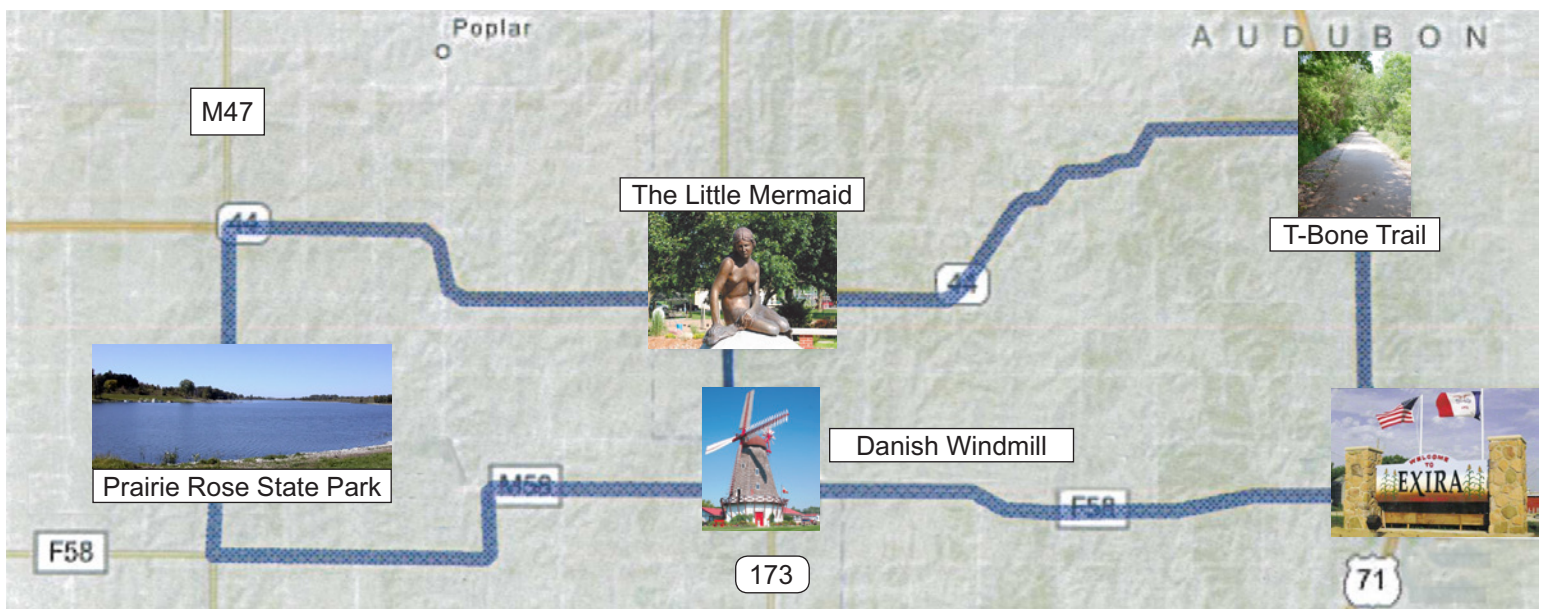 Poplar
AUDUBON
M47
The Little Mermaid
44
T-Bone Trail
44
Danish Windmill
WELCOME
TO
EXIRA
Prairie Rose State Park
M56
F58
F58
173
71